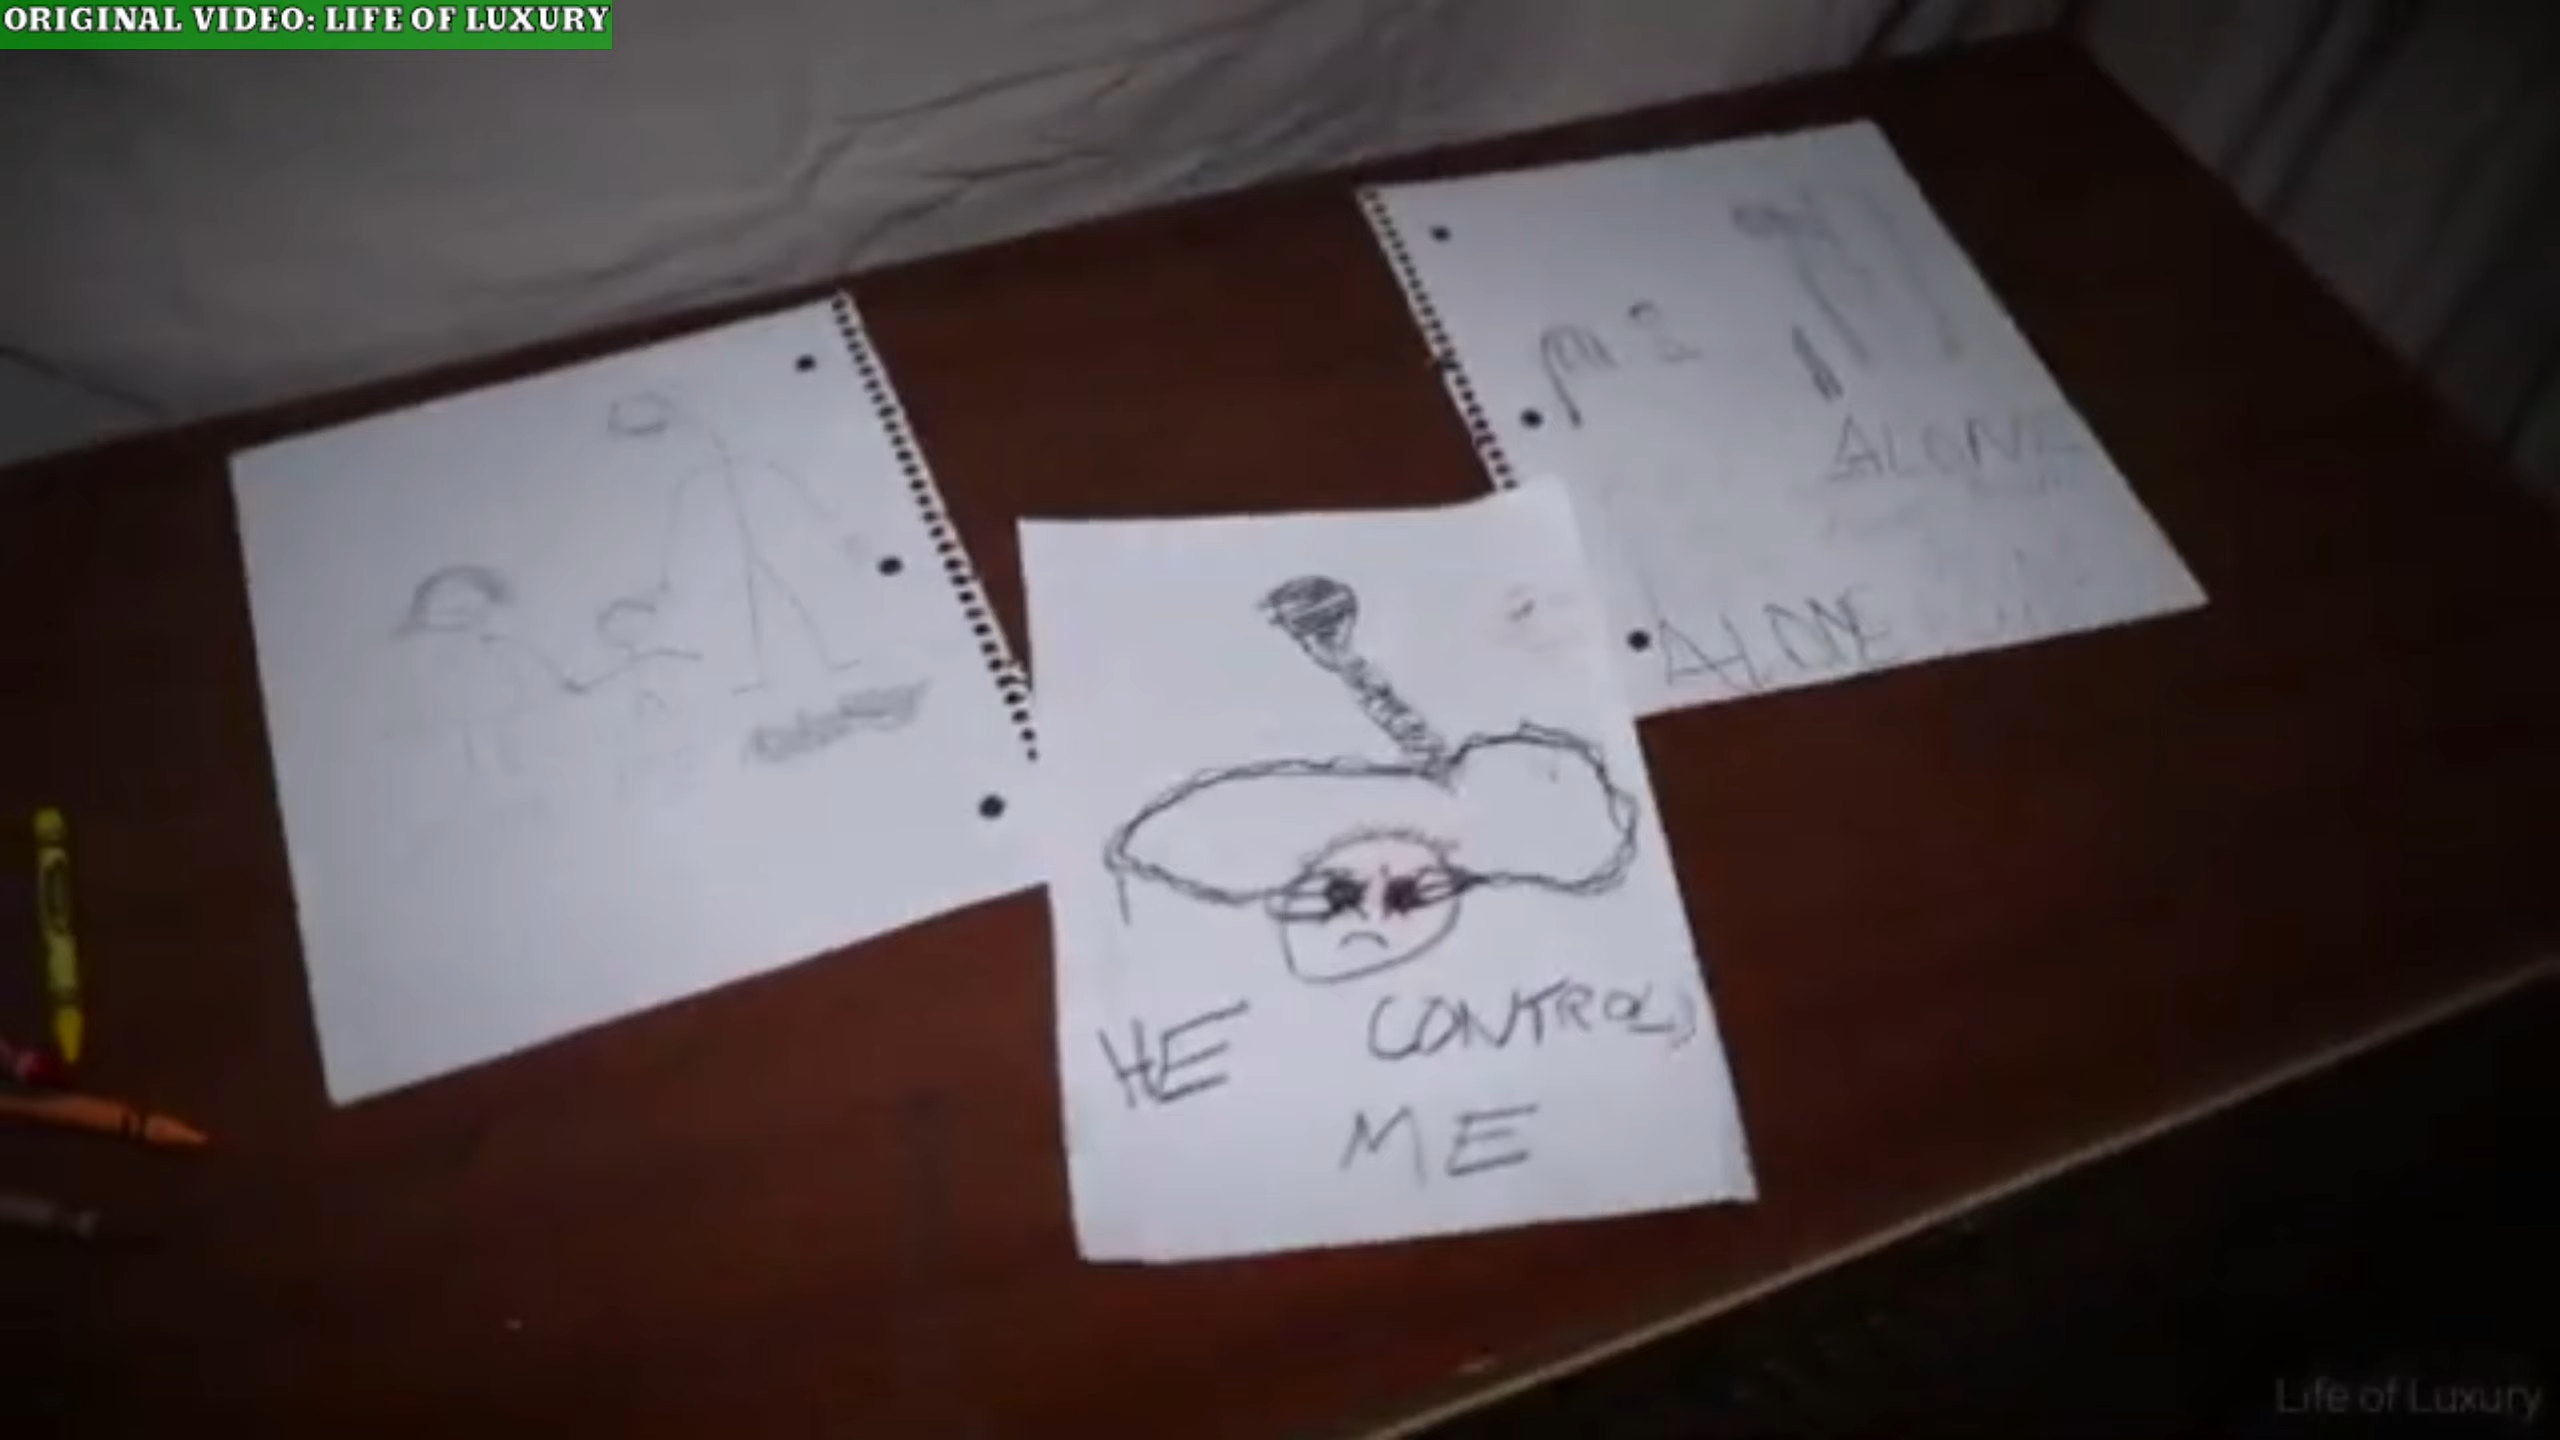 ORIGINAL VIDEO: LIFE OF LUXURY
ALONE
ALONE
HE CONTROLS
ME
Life of Luxury